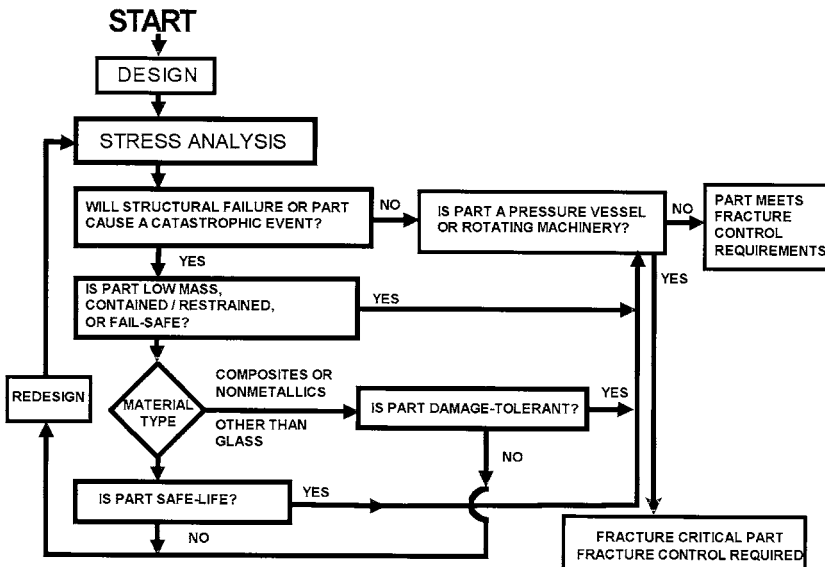 START
DESIGN
STRESS ANALYSIS
WILL STRUCTURAL FAILURE OR PART
CAUSE A CATASTROPHIC EVENT?
NO
IS PART A PRESSURE VESSEL
OR ROTATING MACHINERY?
NO
PART MEETS
FRACTURE
CONTROL
REQUIREMENTS
YES
YES
IS PART LOW MASS,
CONTAINED / RESTRAINED,
OR FAIL-SAFE?
YES
REDESIGN
MATERIAL
TYPE
COMPOSITES OR
NONMETALLICS
OTHER THAN
GLASS
IS PART DAMAGE-TOLERANT?
YES
NO
IS PART SAFE-LIFE?
YES
NO
FRACTURE CRITICAL PART
FRACTURE CONTROL REQUIRED